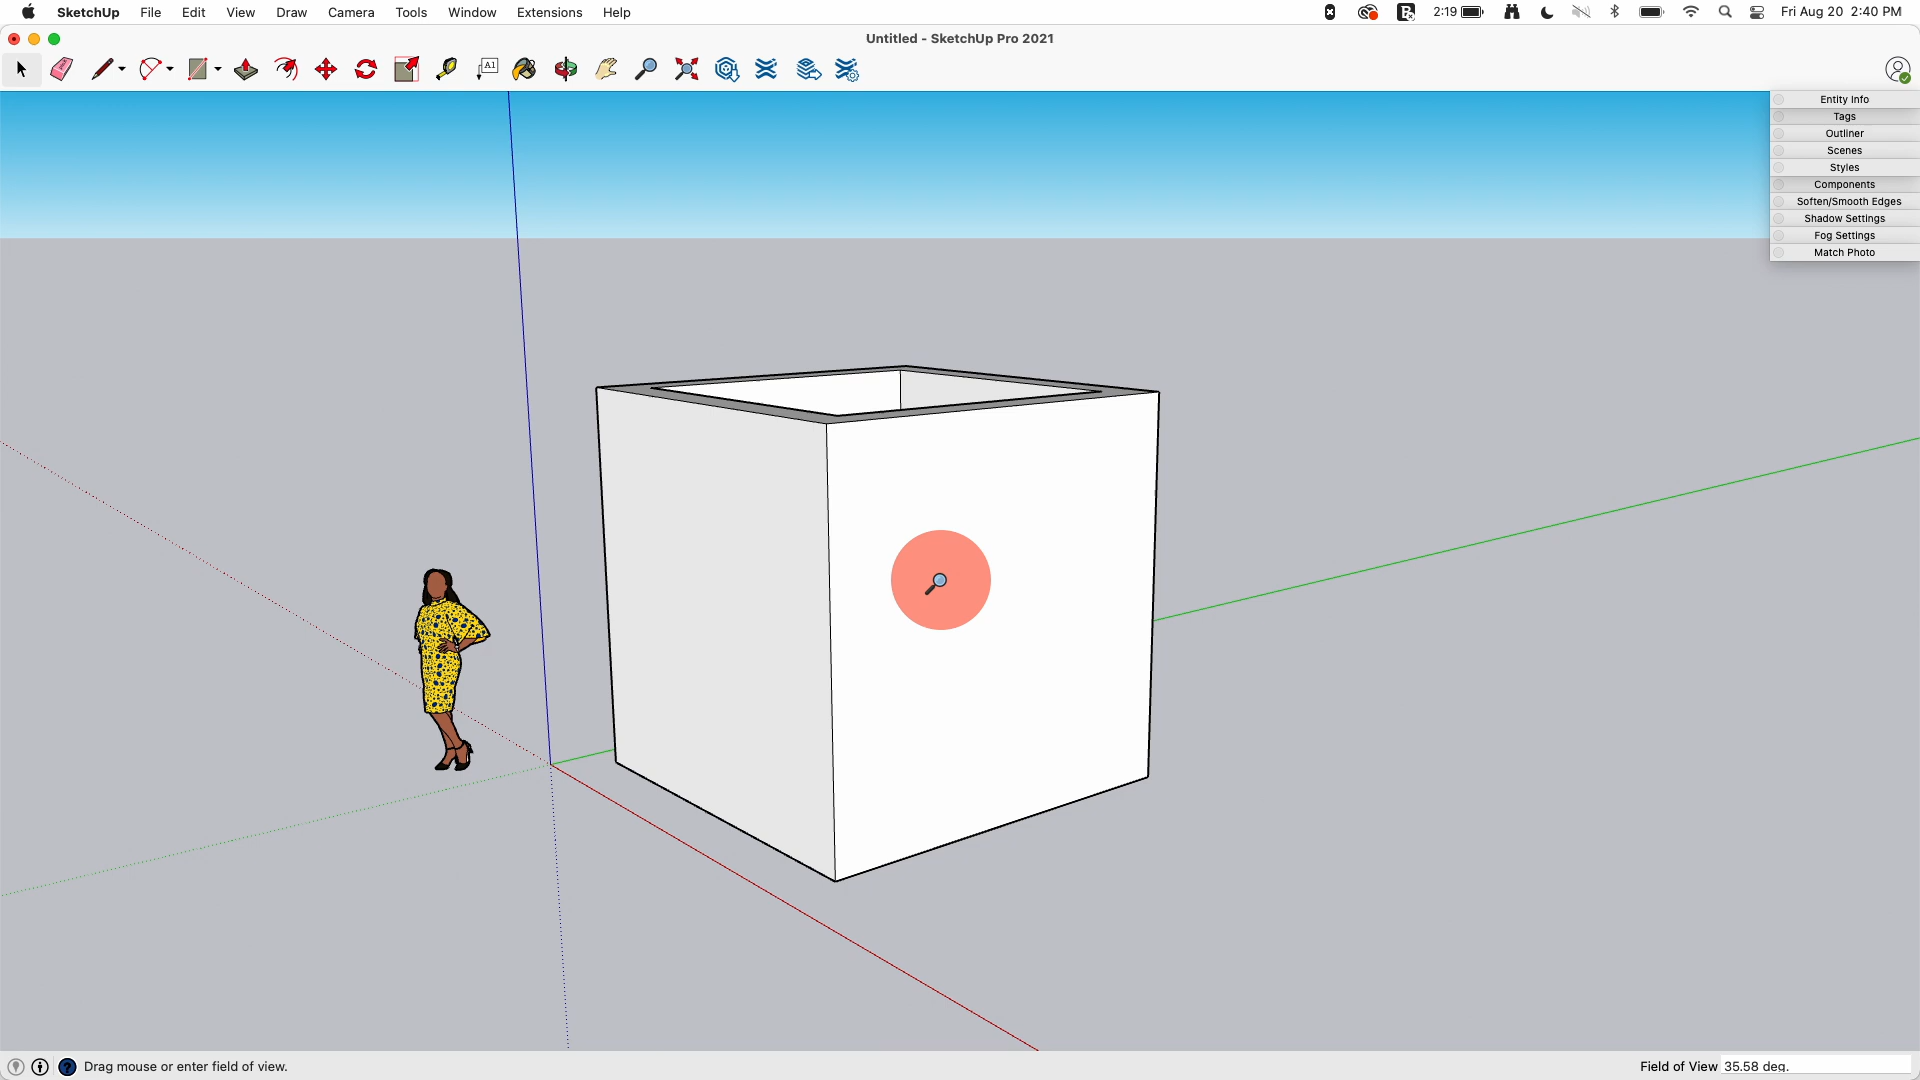 SketchUp File Edit View Draw Camera Tools Window Extensions Help 2:19 Fri Aug 20 2:40 PM
Untitled - SketchUp Pro 2021
A1
Entity Info
Tags
Outliner
Scenes
Styles
Components
Soften/Smooth Edges
Shadow Settings
Fog Settings
Match Photo
Drag mouse or enter field of view. Field of View 35.58 deg.